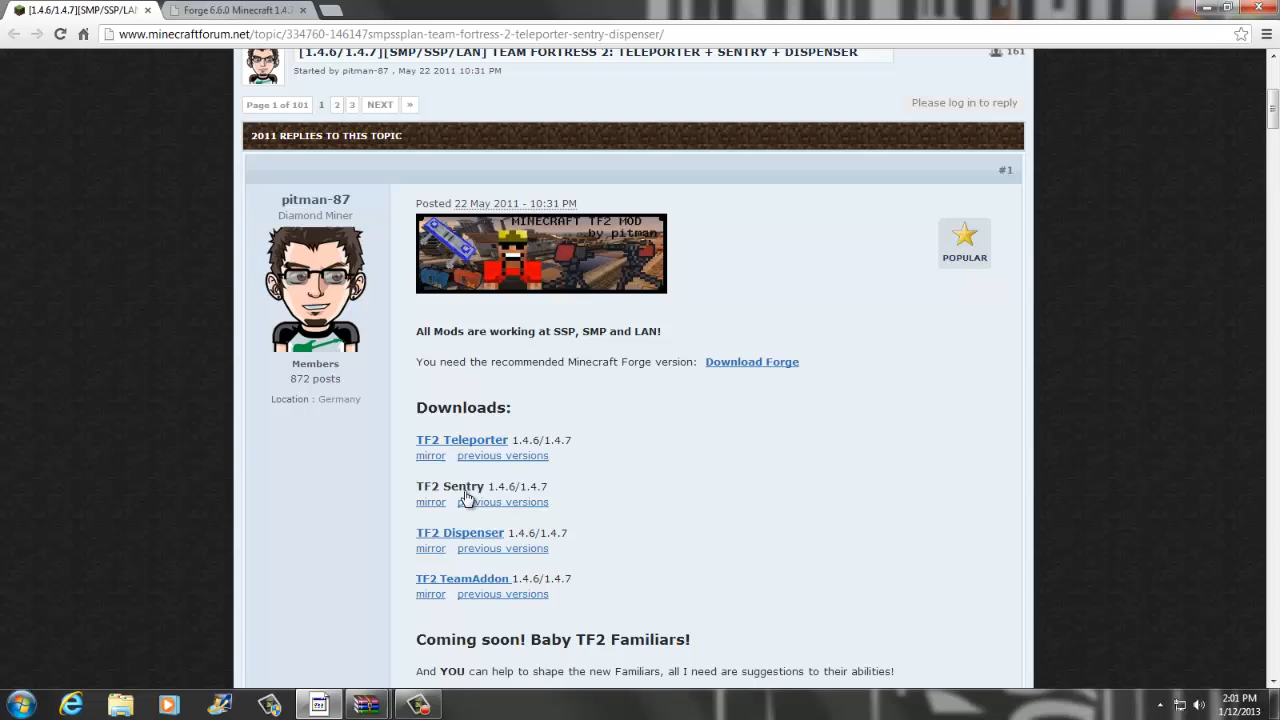 [1.4.6/1.4.7][SMP/SSP/LAN
Forge 6.6.0 Minecraft 1.4.
www.minecraftforum.net/topic/334760-146147smpssplan-team-fortress-2-teleporter-sentry-dispenser/
[1.4.6/1.4.7][SMP/SSP/LAN] TEAM FORTRESS 2: TELEPORTER + SENTRY + DISPENSER
161
Started by pitman-87 , May 22 2011 10:31 PM
Page 1 of 101 1 2 3 NEXT »
Please log in to reply
2011 REPLIES TO THIS TOPIC
#1
pitman-87
Diamond Miner
Members
872 posts
Location : Germany
Posted 22 May 2011 - 10:31 PM
MINECRAFT TF2 MOD
by pitman
POPULAR
All Mods are working at SSP, SMP and LAN!
You need the recommended Minecraft Forge version: Download Forge
Downloads:
TF2 Teleporter 1.4.6/1.4.7
mirror previous versions
TF2 Sentry 1.4.6/1.4.7
mirror previous versions
TF2 Dispenser 1.4.6/1.4.7
mirror previous versions
TF2 TeamAddon 1.4.6/1.4.7
mirror previous versions
Coming soon! Baby TF2 Familiars!
And YOU can help to shape the new Familiars, all I need are suggestions to their abilities!
2:01 PM
1/12/2013